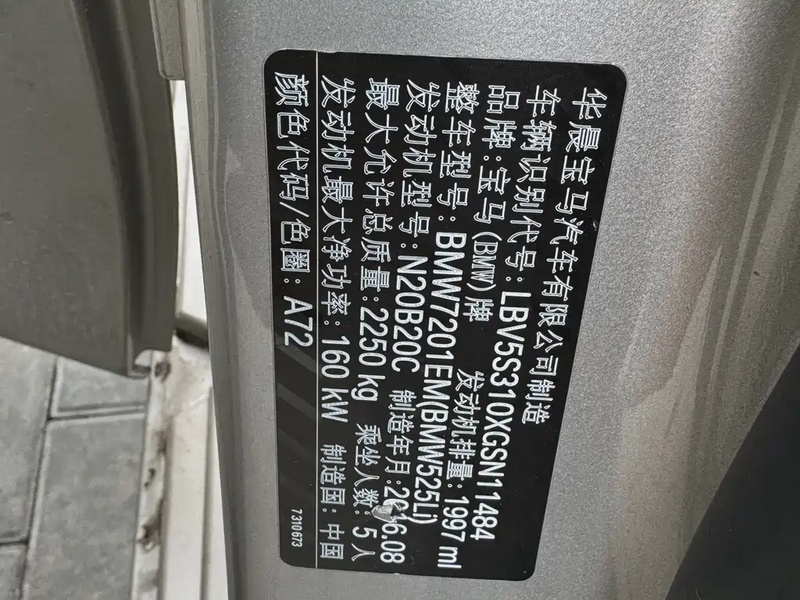 华晨宝马汽车有限公司制造
车辆识别代号: LBV5S310XGSN11484
品牌: 宝马(BMW)牌 发动机排量: 1997 ml
整车型号: BMW7201EM(BMW525Li)
发动机型号: N20B20C 制造年月: 2016.08
最大允许总质量: 2250 kg 乘坐人数: 5人
发动机最大净功率: 160 kW 制造国: 中国
颜色代码/色圈: A72
7 310 673